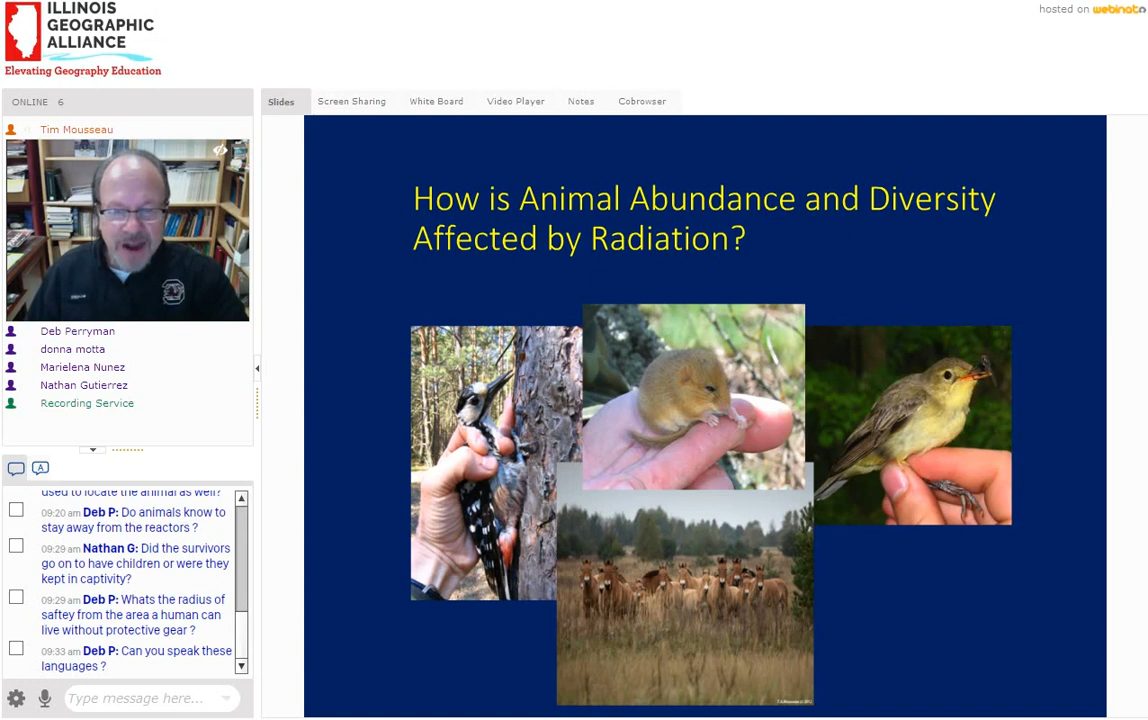 ILLINOIS
GEOGRAPHIC
ALLIANCE
Elevating Geography Education
hosted on webinato
ONLINE 6
Tim Mousseau
Deb Perryman
donna motta
Marielena Nunez
Nathan Gutierrez
Recording Service
used to locate the animal as well?
09:20 am Deb P: Do animals know to
stay away from the reactors ?
09:29 am Nathan G: Did the survivors
go on to have children or were they
kept in captivity?
09:29 am Deb P: Whats the radius of
saftey from the area a human can
live without protective gear ?
09:33 am Deb P: Can you speak these
languages ?
Type message here...
Slides Screen Sharing White Board Video Player Notes Cobrowser
How is Animal Abundance and Diversity
Affected by Radiation?